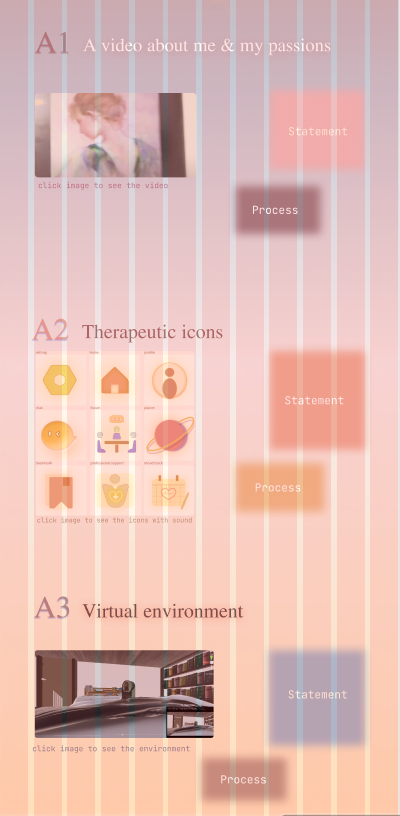 A1 A video about me & my passions
Statement
click image to see the video
Process
A2 Therapeutic icons
Statement
Process
click image to see the icons with sound
A3 Virtual environment
Statement
click image to see the environment
Process